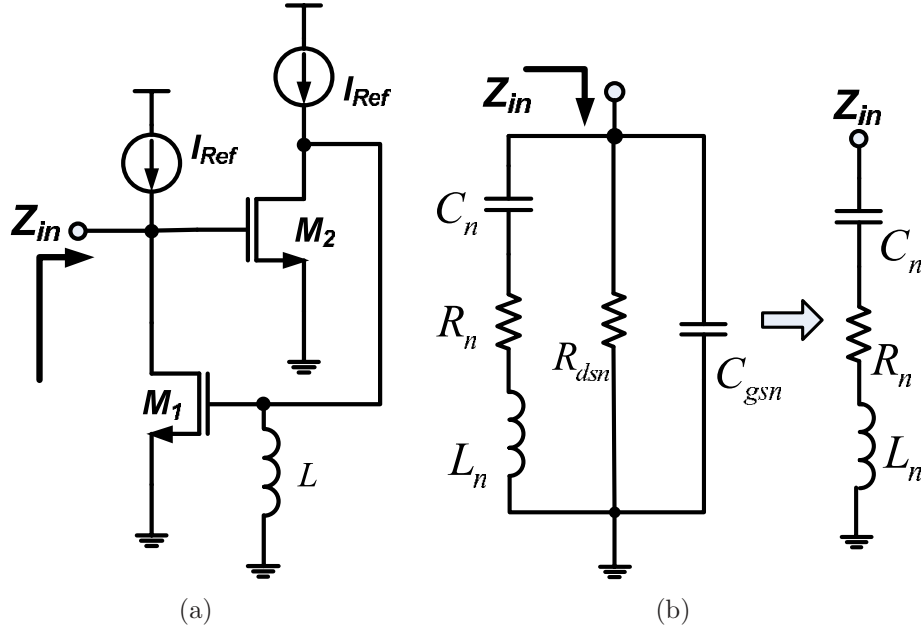 I_Ref
I_Ref
Z_in
M_2
M_1
L
(a)
Z_in
C_n
R_n
L_n
R_dsn
C_gsn
Z_in
C_n
R_n
L_n
(b)